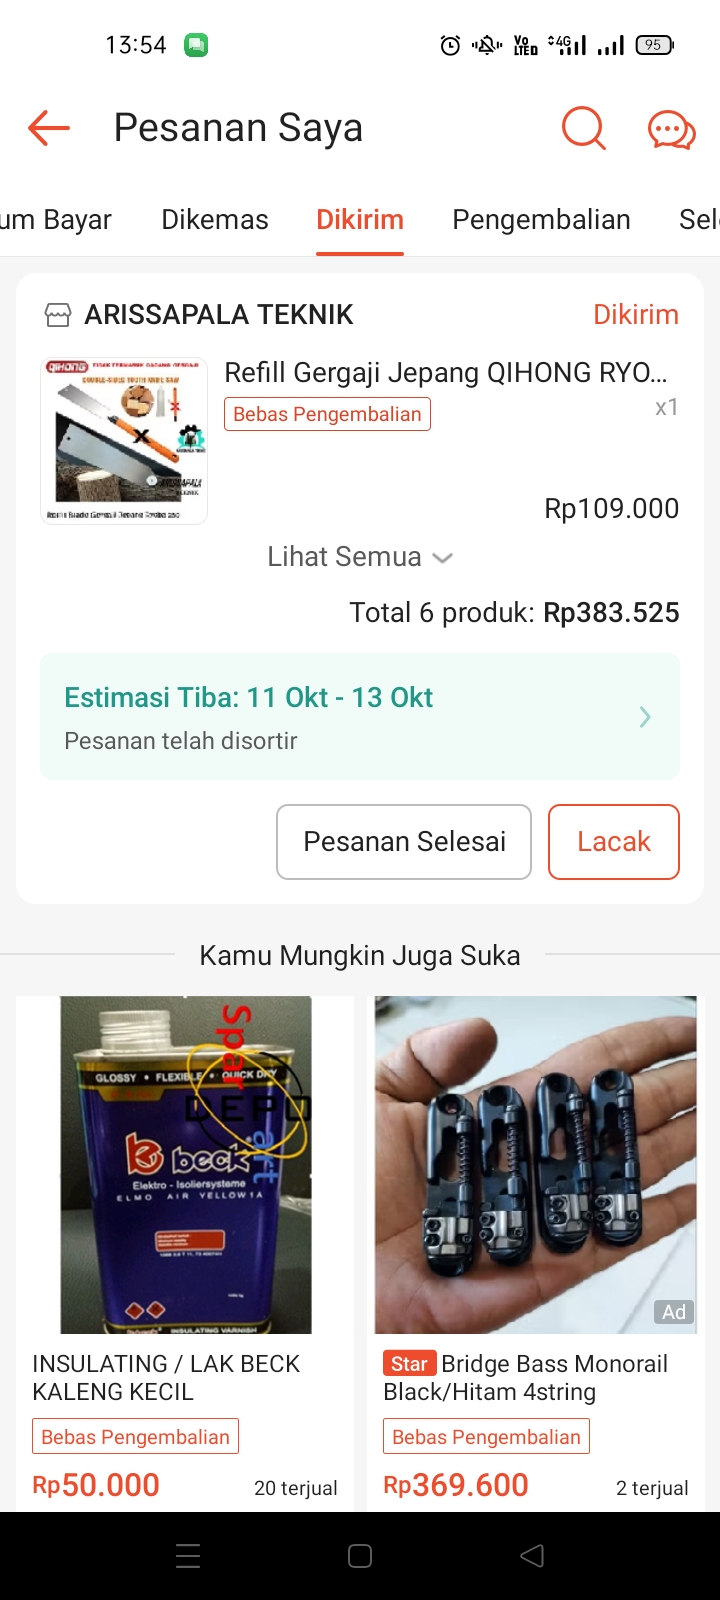 13:54
VoLTE
4G
95
Pesanan Saya
um Bayar
Dikemas
Dikirim
Pengembalian
Sele
ARISSAPALA TEKNIK
Dikirim
QIHONG
Refill Gergaji Jepang QIHONG RYO...
Bebas Pengembalian
x1
Rp109.000
Lihat Semua
Total 6 produk: Rp383.525
Estimasi Tiba: 11 Okt - 13 Okt
Pesanan telah disortir
Pesanan Selesai
Lacak
Kamu Mungkin Juga Suka
Spar
GLOSSY • FLEXIBLE • QUICK DRY
DEPO
art
beck
Elektro - Isoliersysteme
ELMO AIR YELLOW 1A
INSULATING VARNISH
Ad
INSULATING / LAK BECK
KALENG KECIL
Bebas Pengembalian
Rp50.000
20 terjual
Star Bridge Bass Monorail
Black/Hitam 4string
Bebas Pengembalian
Rp369.600
2 terjual